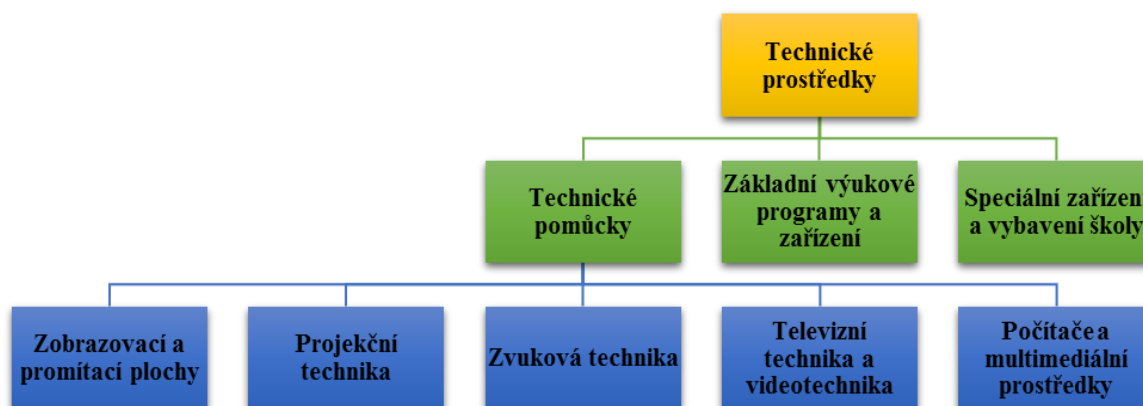 Technické
prostředky
Technické
pomůcky
Základní výukové
programy a
zařízení
Speciální zařízení
a vybavení školy
Zobrazovací a
promítací plochy
Projekční
technika
Zvuková technika
Televizní
technika a
videotechnika
Počítače a
multimediální
prostředky